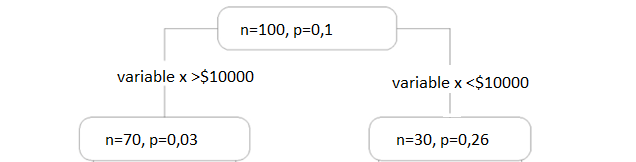 n=100, p=0,1
variable x >$10000
variable x <$10000
n=70, p=0,03
n=30, p=0,26